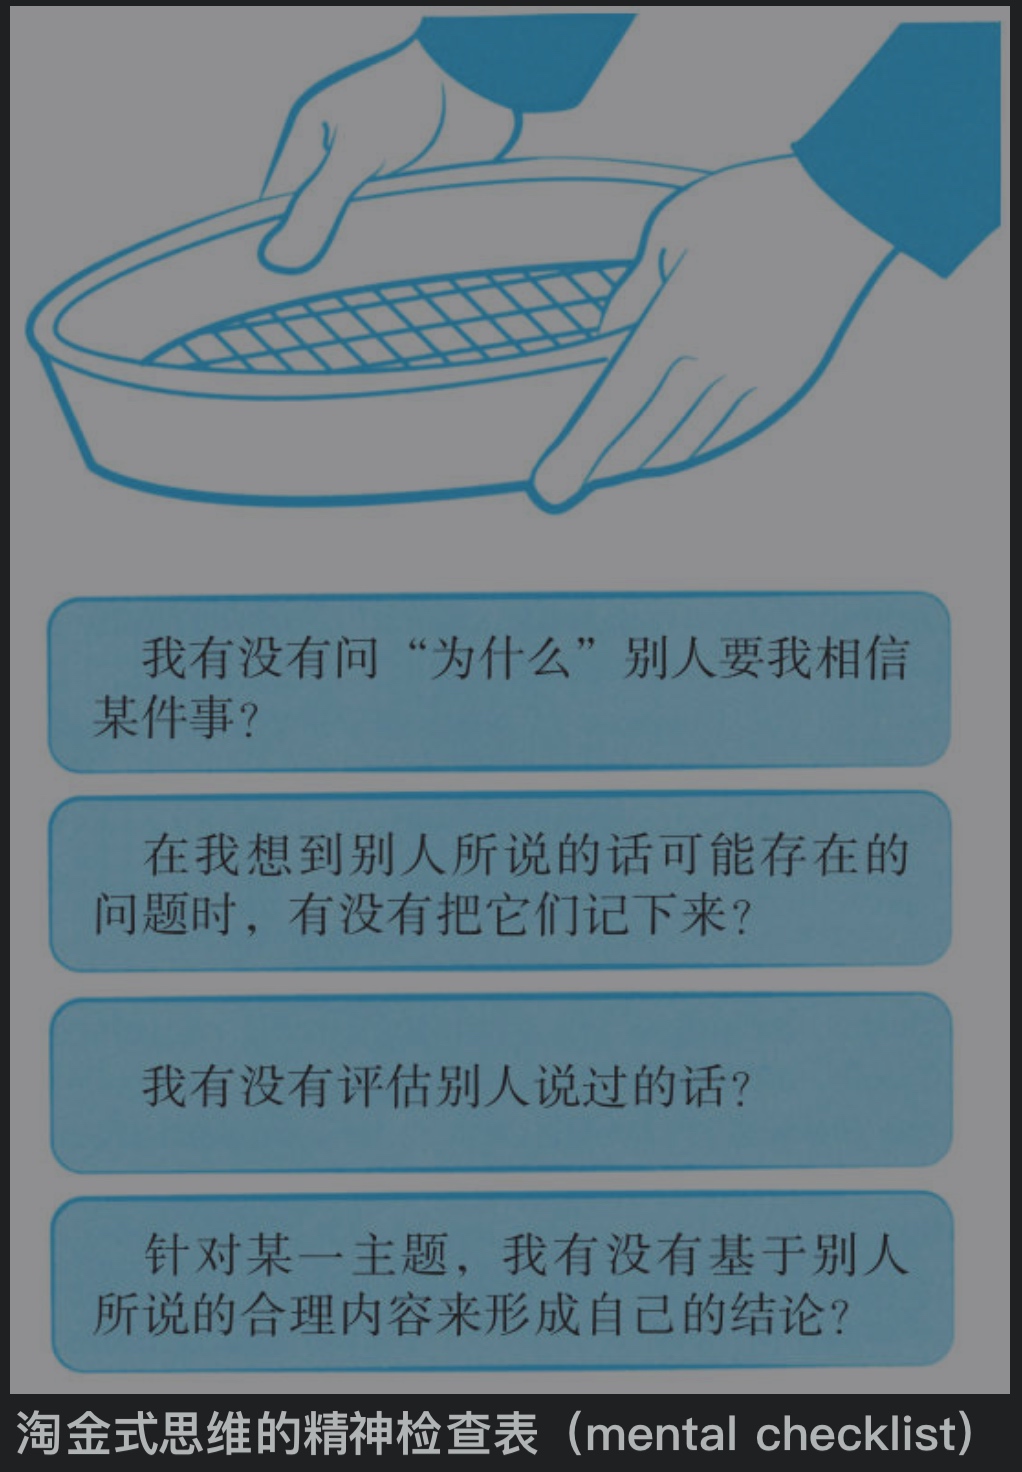 我有没有问“为什么”别人要我相信
某件事？
在我想到别人所说的话可能存在的
问题时，有没有把它们记下来？
我有没有评估别人说过的话？
针对某一主题，我有没有基于别人
所说的合理内容来形成自己的结论？
淘金式思维的精神检查表（mental checklist）